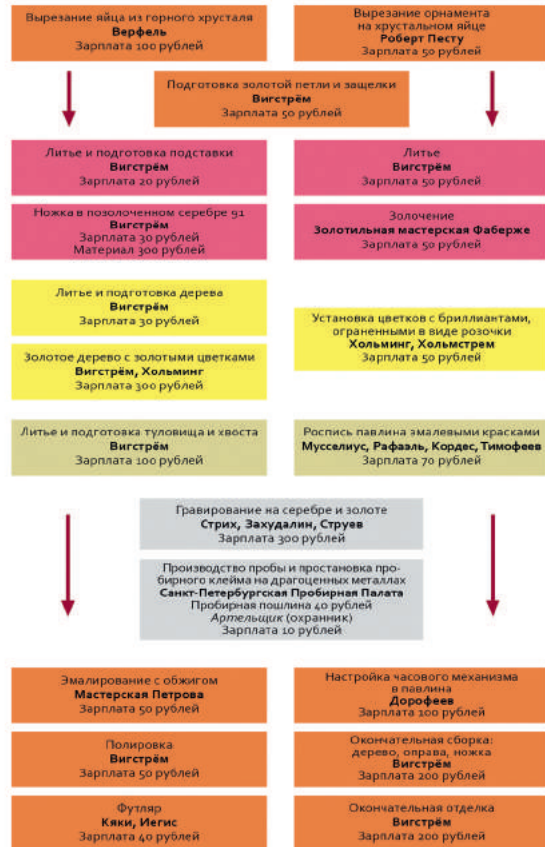 Вырезание яйца из горного хрусталя
Верфель
Зарплата 100 рублей
Вырезание орнамента
на хрустальном яйце
Роберт Песту
Зарплата 50 рублей
Подготовка золотой петли и защелки
Вигстрём
Зарплата 50 рублей
Литье и подготовка подставки
Вигстрём
Зарплата 20 рублей
Литье
Вигстрём
Зарплата 50 рублей
Ножка в позолоченном серебре 91
Вигстрём
Зарплата 30 рублей
Материал 300 рублей
Золочение
Золотильная мастерская Фаберже
Зарплата 50 рублей
Литье и подготовка дерева
Вигстрём
Зарплата 30 рублей
Золотое дерево с золотыми цветками
Вигстрём, Хольминг
Зарплата 300 рублей
Установка цветков с бриллиантами,
ограненными в виде розочки
Хольминг, Хольмстрем
Зарплата 50 рублей
Литье и подготовка туловища и хвоста
Вигстрём
Зарплата 100 рублей
Роспись павлина эмалевыми красками
Мусселиус, Рафаэль, Кордес, Тимофеев
Зарплата 70 рублей
Гравирование на серебре и золоте
Стрих, Захудалин, Струев
Зарплата 300 рублей
Производство пробы и простановка про-
бирного клейма на драгоценных металлах
Санкт-Петербургская Пробирная Палата
Пробирная пошлина 40 рублей
Артельщик (охранник)
Зарплата 10 рублей
Эмалирование с обжигом
Мастерская Петрова
Зарплата 50 рублей
Настройка часового механизма
в павлина
Дорофеев
Зарплата 100 рублей
Полировка
Вигстрём
Зарплата 50 рублей
Окончательная сборка:
дерево, оправа, ножка
Вигстрём
Зарплата 200 рублей
Футляр
Кяки, Иегис
Зарплата 40 рублей
Окончательная отделка
Вигстрём
Зарплата 200 рублей